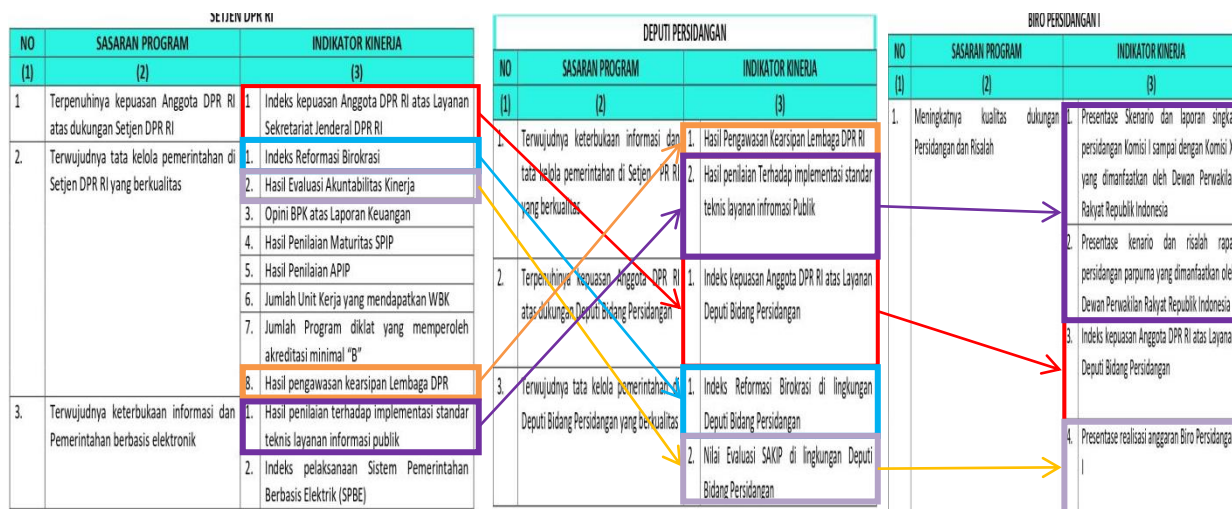 SETJEN DPR RI
NO SASARAN PROGRAM INDIKATOR KINERJA
(1) (2) (3)
1 Terpenuhinya kepuasan Anggota DPR RI
atas dukungan Setjen DPR RI
1 Indeks kepuasan Anggota DPR RI atas Layanan
Sekretariat Jenderal DPR RI
2. Terwujudnya tata kelola pemerintahan di
Setjen DPR RI yang berkualitas
1. Indeks Reformasi Birokrasi
2. Hasil Evaluasi Akuntabilitas Kinerja
3. Opini BPK atas Laporan Keuangan
4. Hasil Penilaian Maturitas SPIP
5. Hasil Penilaian APIP
6. Jumlah Unit Kerja yang mendapatkan WBK
7. Jumlah Program diklat yang memperoleh
akreditasi minimal “B”
8. Hasil pengawasan kearsipan Lembaga DPR
3. Terwujudnya keterbukaan informasi dan
Pemerintahan berbasis elektronik
1. Hasil penilaian terhadap implementasi standar
teknis layanan informasi publik
2. Indeks pelaksanaan Sistem Pemerintahan
Berbasis Elektrik (SPBE)
DEPUTI PERSIDANGAN
NO SASARAN PROGRAM INDIKATOR KINERJA
(1) (2) (3)
1. Terwujudnya keterbukaan informasi dan
tata kelola pemerintahan di Setjen PR RI
yang berkualitas
1. Hasil Pengawasan Kearsipan Lembaga DPR RI
2. Hasil penilaian Terhadap implementasi standar
teknis layanan infromasi Publik
2. Terpenuhinya kepuasan Anggota DPR RI
atas dukungan Deputi Bidang Persidangan
1. Indeks kepuasan Anggota DPR RI atas Layanan
Deputi Bidang Persidangan
3. Terwujudnya tata kelola pemerintahan di
Deputi Bidang Persidangan yang berkualitas
1. Indeks Reformasi Birokrasi di lingkungan
Deputi Bidang Persidangan
2. Nilai Evaluasi SAKIP di lingkungan Deputi
Bidang Persidangan
BIRO PERSIDANGAN I
NO SASARAN PROGRAM INDIKATOR KINERJA
(1) (2) (3)
1. Meningkatnya kualitas dukungan
Persidangan dan Risalah
1. Presentase Skenario dan laporan singka
persidangan Komisi I sampai dengan Komisi X
yang dimanfaatkan oleh Dewan Perwakila
Rakyat Republik Indonesia
2. Presentase kenario dan risalah rapa
persidangan parpurna yang dimanfaatkan ole
Dewan Perwakilan Rakyat Republik Indonesia
3. Indeks kepuasan Anggota DPR RI atas Layana
Deputi Bidang Persidangan
4. Presentase realisasi anggaran Biro Persidanga
I